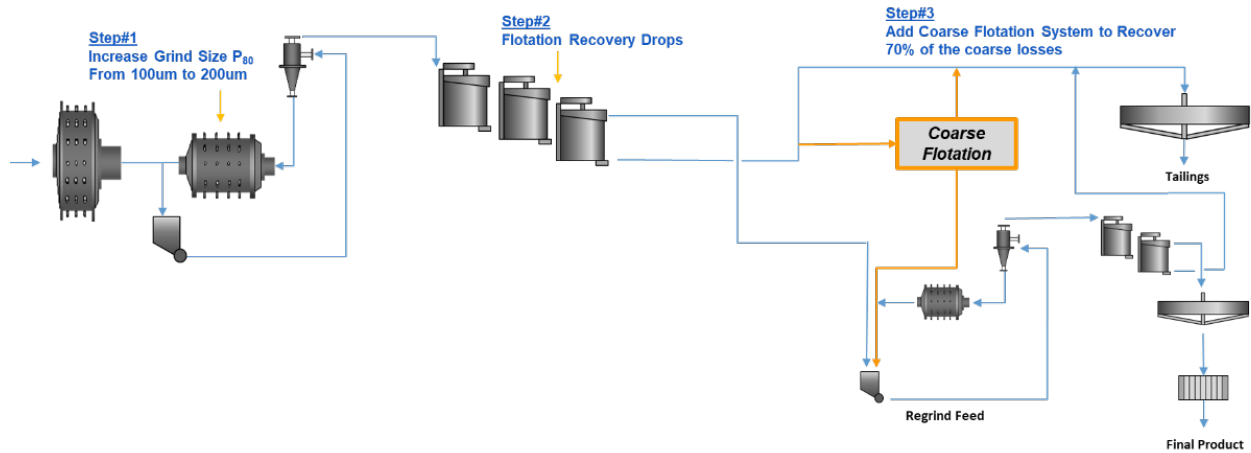 Step#1
Increase Grind Size P₈₀
From 100um to 200um
Step#2
Flotation Recovery Drops
Step#3
Add Coarse Flotation System to Recover
70% of the coarse losses
Coarse
Flotation
Tailings
Regrind Feed
Final Product